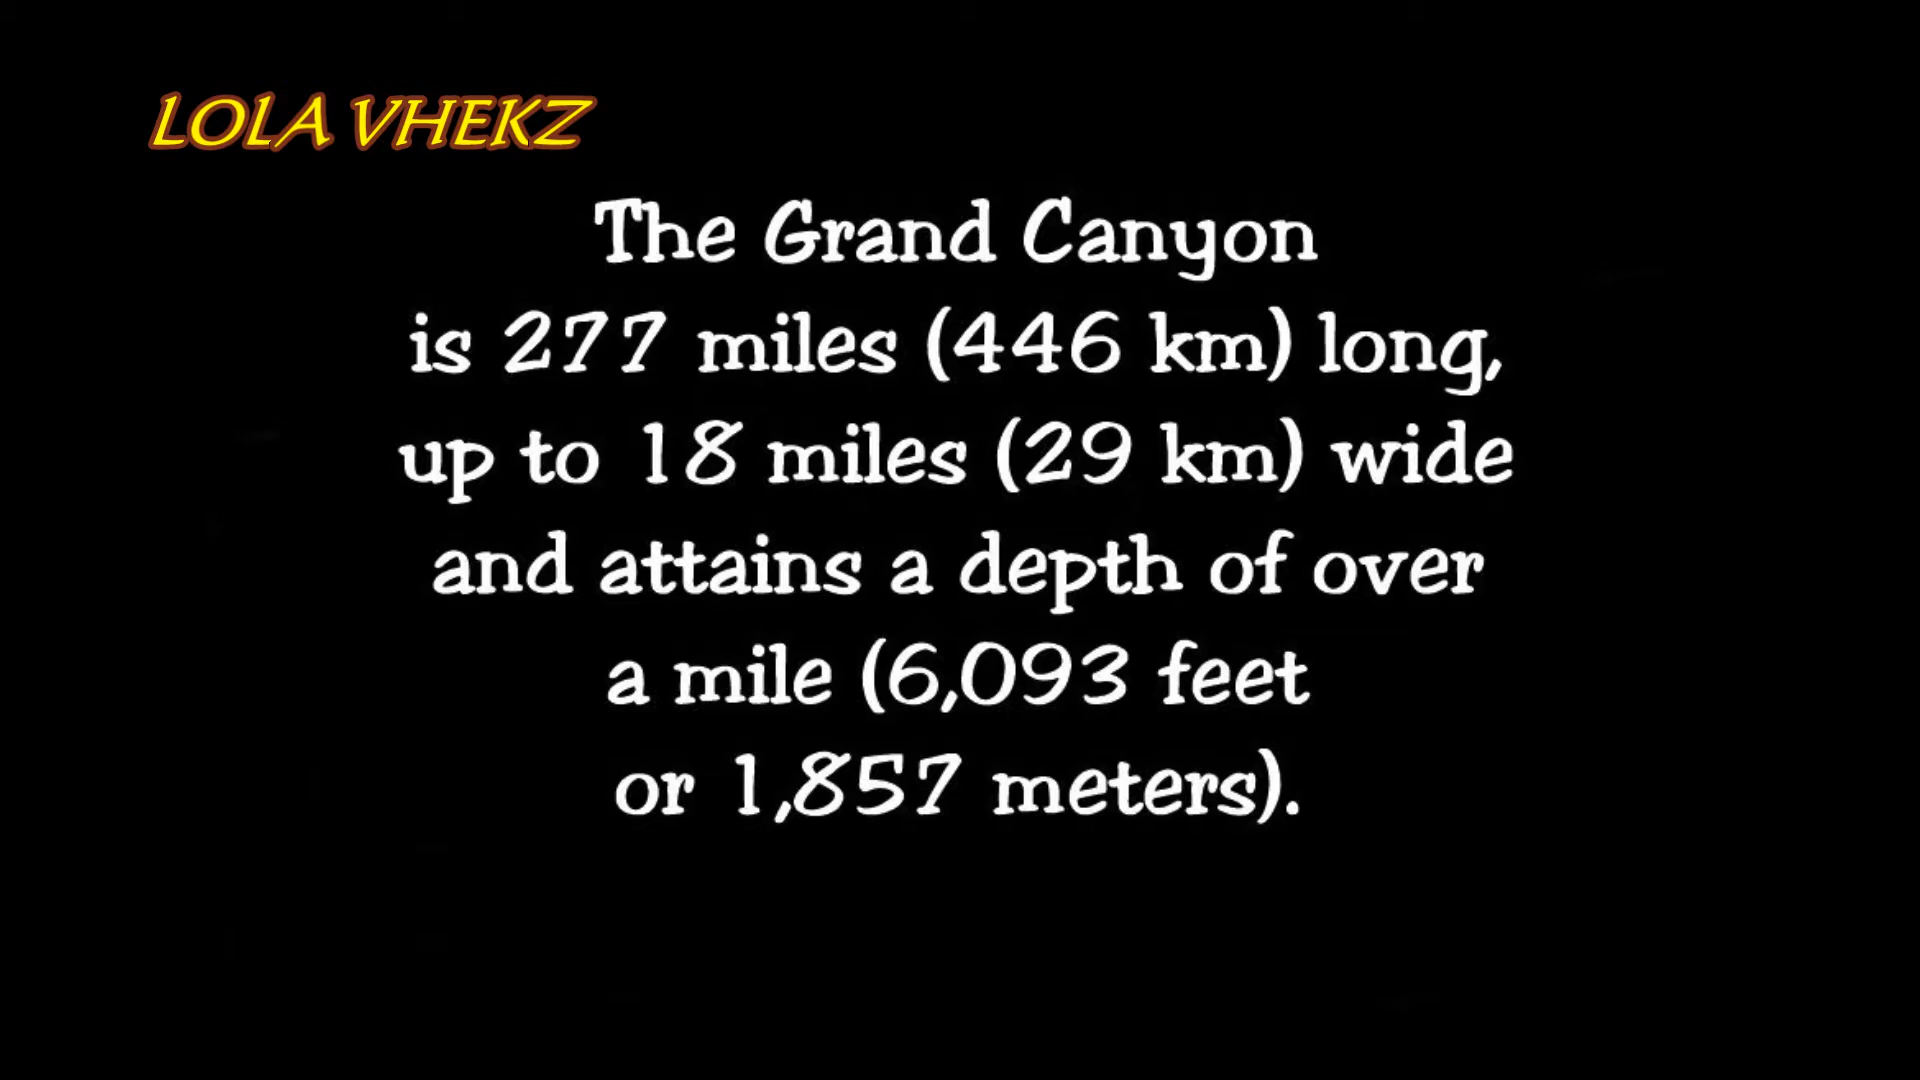 LOLA VHEKZ
The Grand Canyon
is 277 miles (446 km) long,
up to 18 miles (29 km) wide
and attains a depth of over
a mile (6,093 feet
or 1,857 meters).